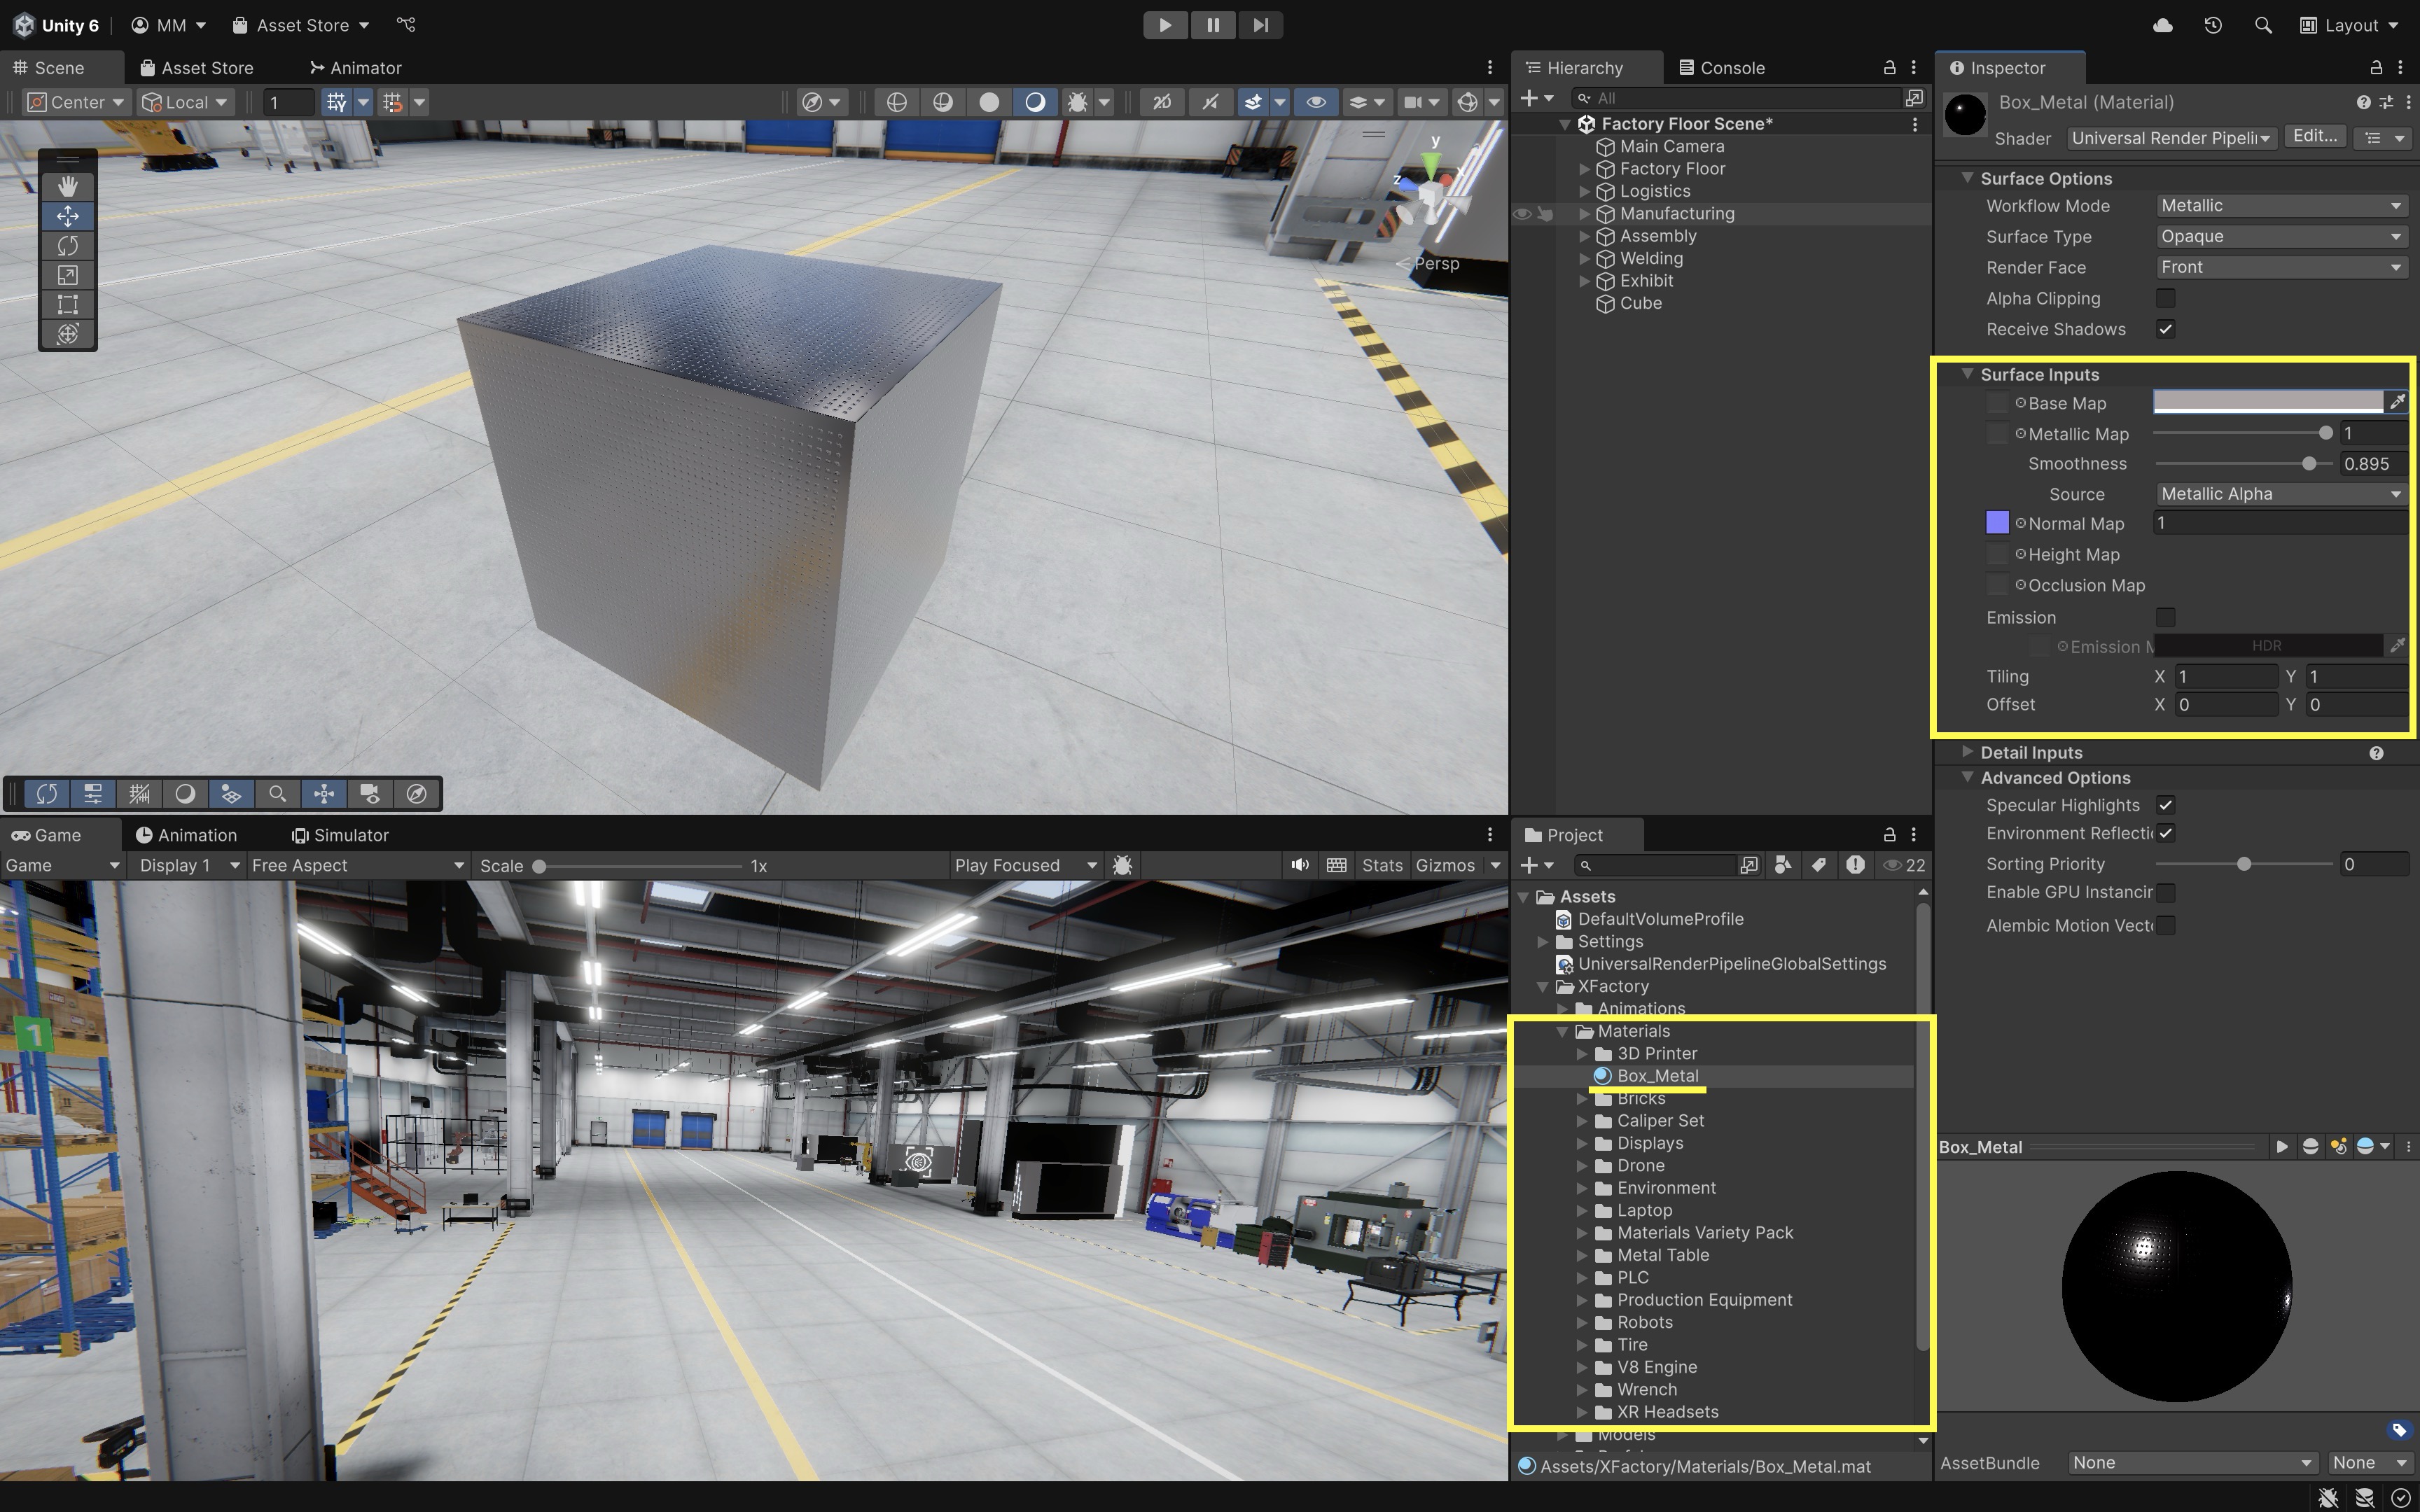 Unity 6
MM
Asset Store
Layout
Scene
Asset Store
Animator
Center
Local
1
2D
y
x
z
Persp
Hierarchy
Console
All
Factory Floor Scene*
Main Camera
Factory Floor
Logistics
Manufacturing
Assembly
Welding
Exhibit
Cube
Game
Animation
Simulator
Game
Display 1
Free Aspect
Scale
1x
Play Focused
Stats
Gizmos
1
Project
22
Assets
DefaultVolumeProfile
Settings
UniversalRenderPipelineGlobalSettings
XFactory
Animations
Materials
3D Printer
Box_Metal
Bricks
Caliper Set
Displays
Drone
Environment
Laptop
Materials Variety Pack
Metal Table
PLC
Production Equipment
Robots
Tire
V8 Engine
Wrench
XR Headsets
Models
Assets/XFactory/Materials/Box_Metal.mat
Inspector
Box_Metal (Material)
Shader Universal Render Pipeli Edit...
Surface Options
Workflow Mode Metallic
Surface Type Opaque
Render Face Front
Alpha Clipping
Receive Shadows
Surface Inputs
Base Map
Metallic Map 1
Smoothness 0.895
Source Metallic Alpha
Normal Map 1
Height Map
Occlusion Map
Emission
Emission M HDR
Tiling X 1 Y 1
Offset X 0 Y 0
Detail Inputs
Advanced Options
Specular Highlights
Environment Reflecti
Sorting Priority 0
Enable GPU Instancin
Alembic Motion Vect
Box_Metal
AssetBundle None None